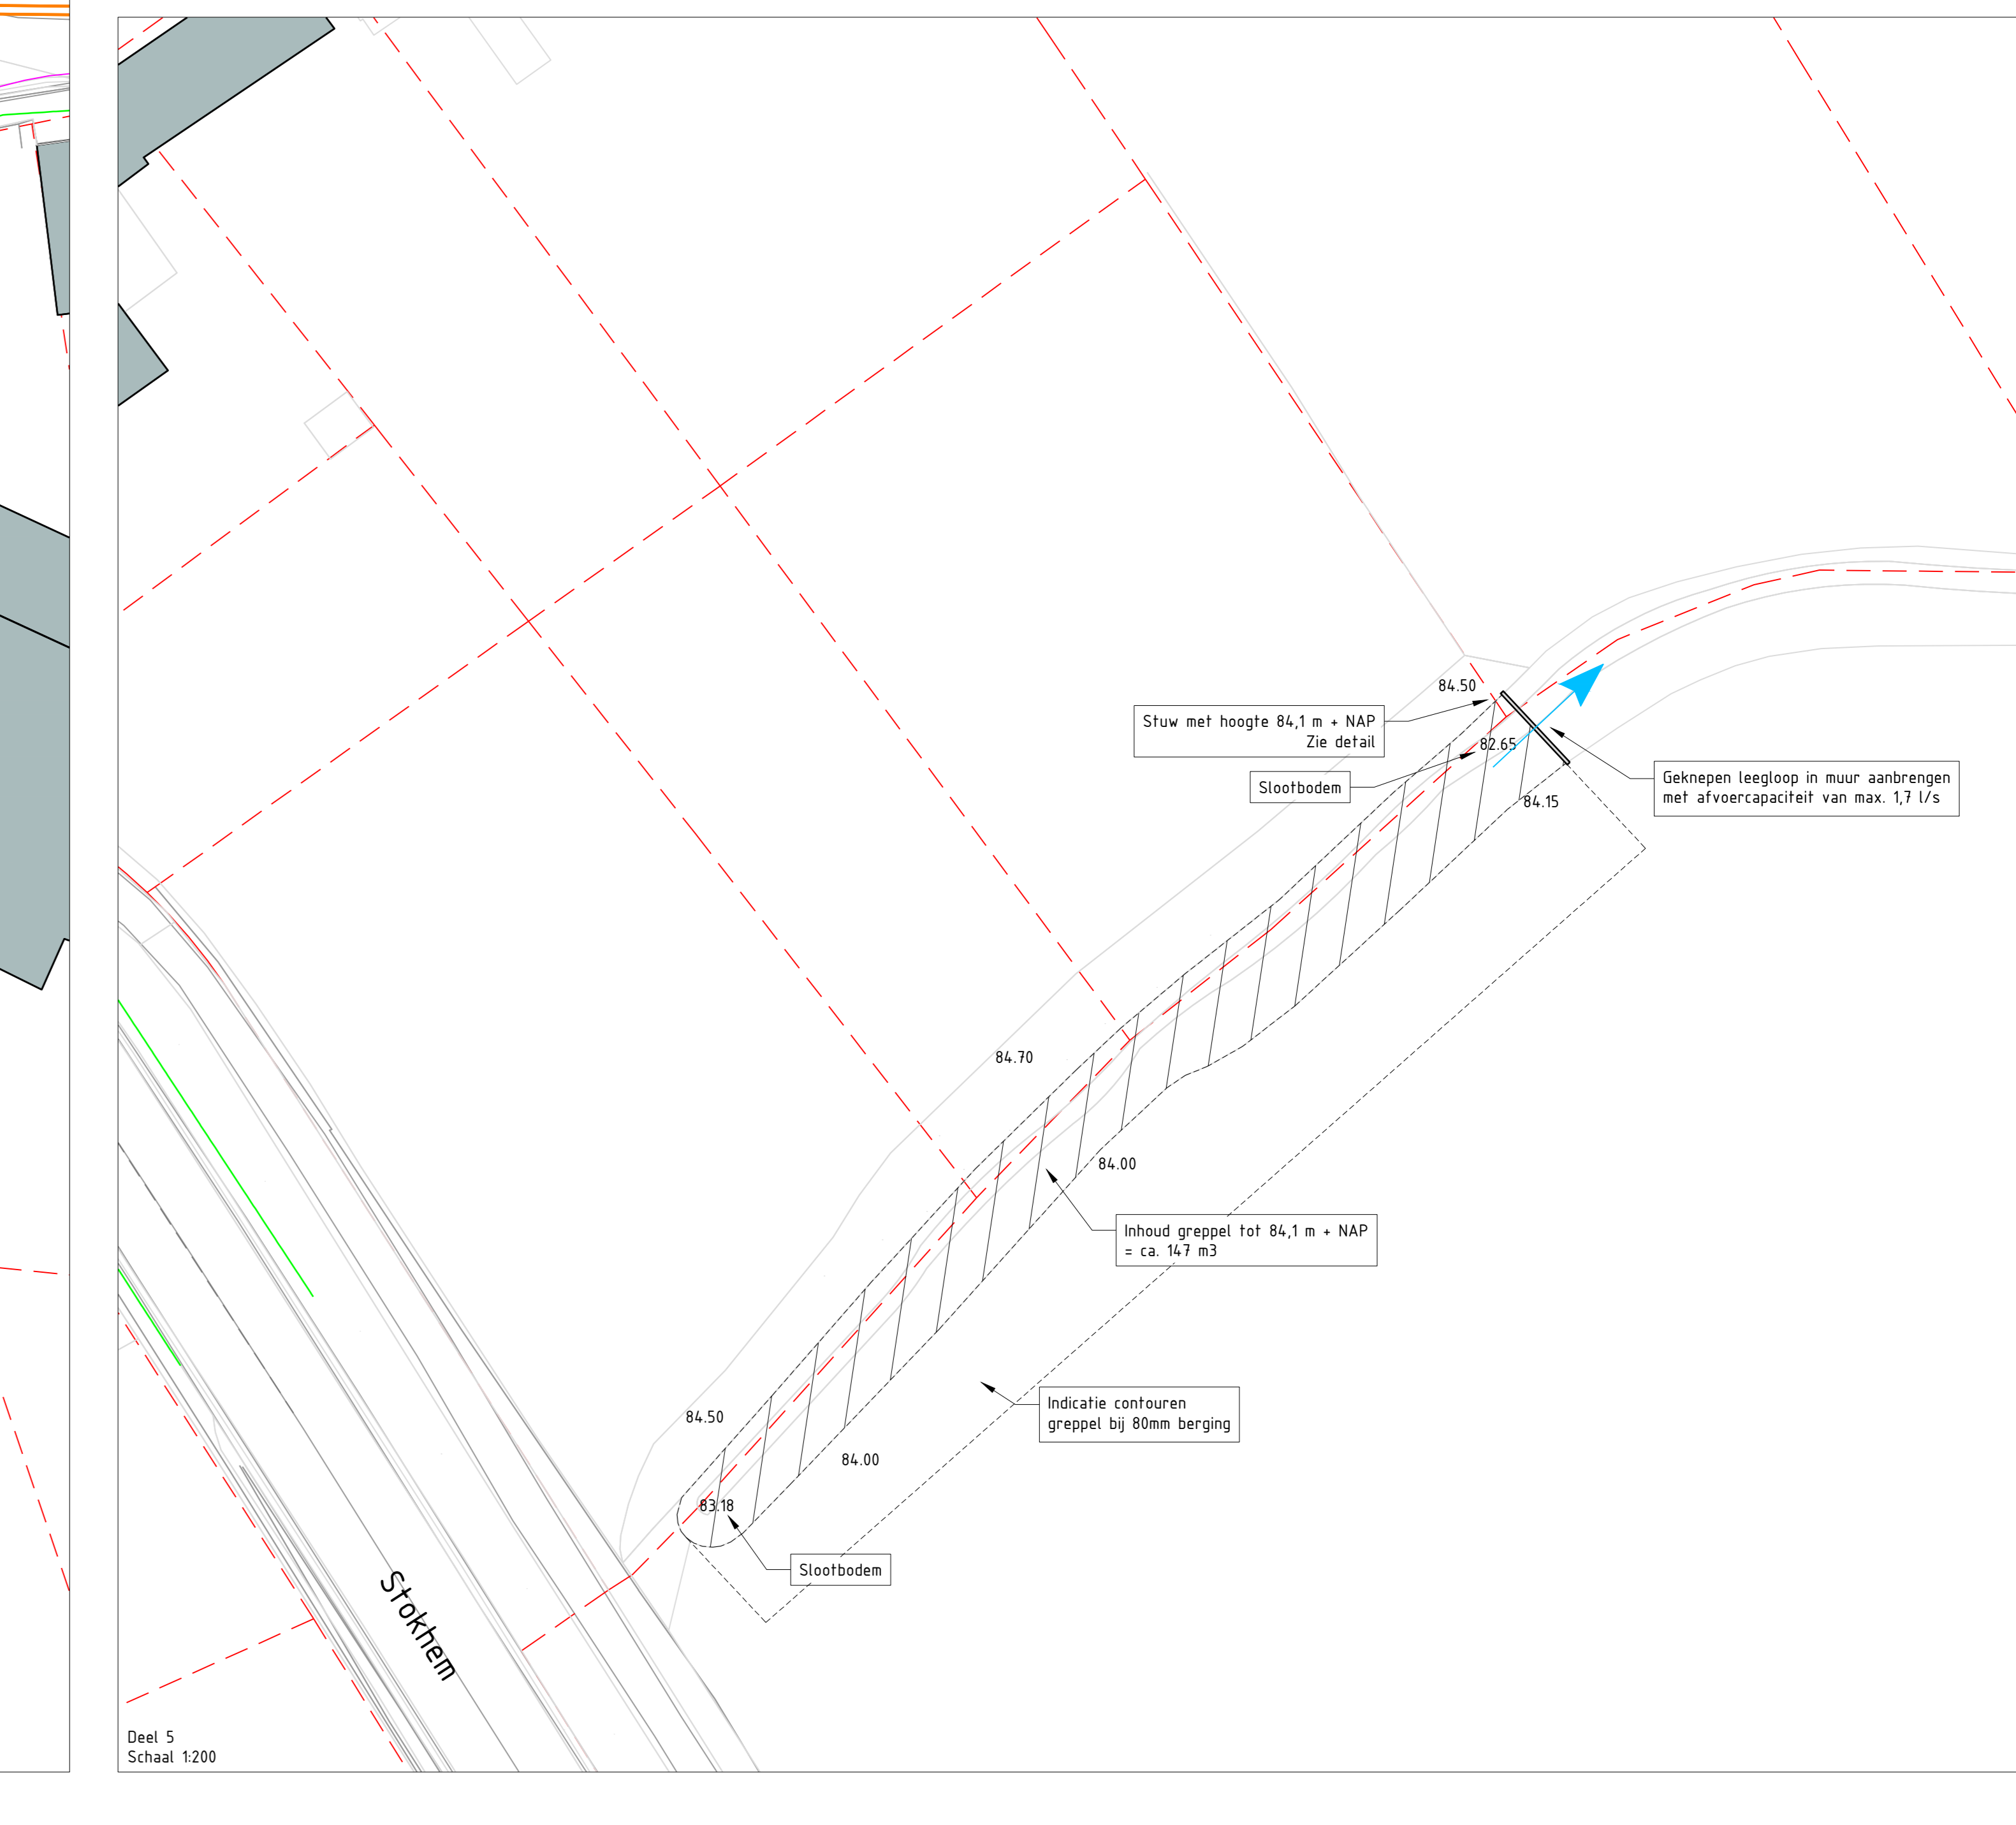 84.50
Stuw met hoogte 84,1 m + NAP
Zie detail
82.65
Slootbodem
Geknepen leegloop in muur aanbrengen
met afvoercapaciteit van max. 1,7 l/s
84.15
84.70
84.00
Inhoud greppel tot 84,1 m + NAP
= ca. 147 m3
Indicatie contouren
greppel bij 80mm berging
84.50
84.00
83.18
Slootbodem
Stokhem
Deel 5
Schaal 1:200